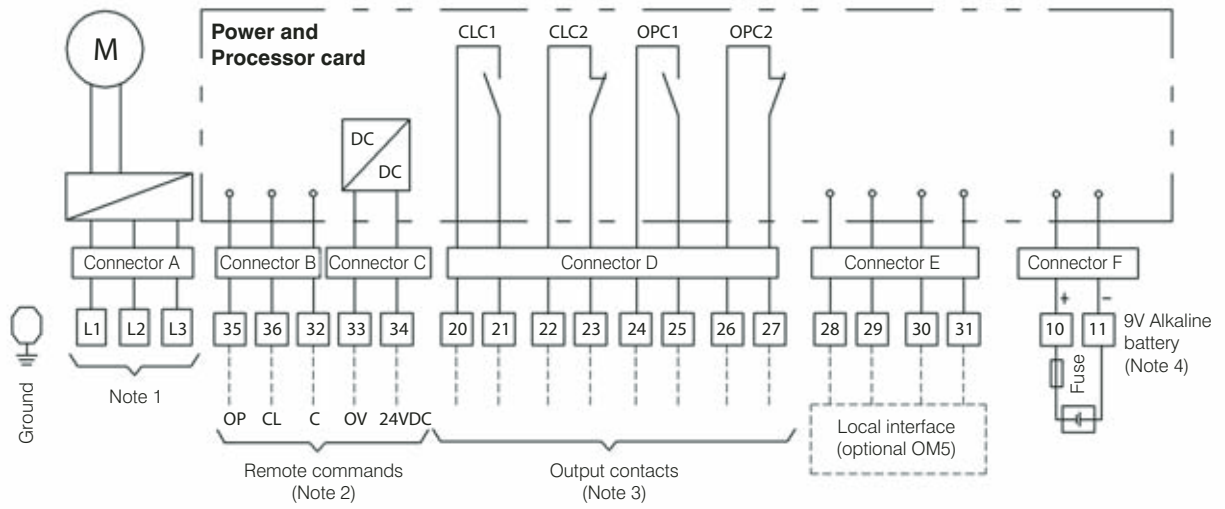 Power and
Processor card
M
CLC1 CLC2 OPC1 OPC2
DC
DC
Connector A Connector B Connector C Connector D Connector E Connector F
+ −
L1 L2 L3 35 36 32 33 34 20 21 22 23 24 25 26 27 28 29 30 31 10 11
9V Alkaline
battery
(Note 4)
Ground
Note 1
Fuse
OP CL C OV 24VDC
Remote commands
(Note 2)
Output contacts
(Note 3)
Local interface
(optional OM5)